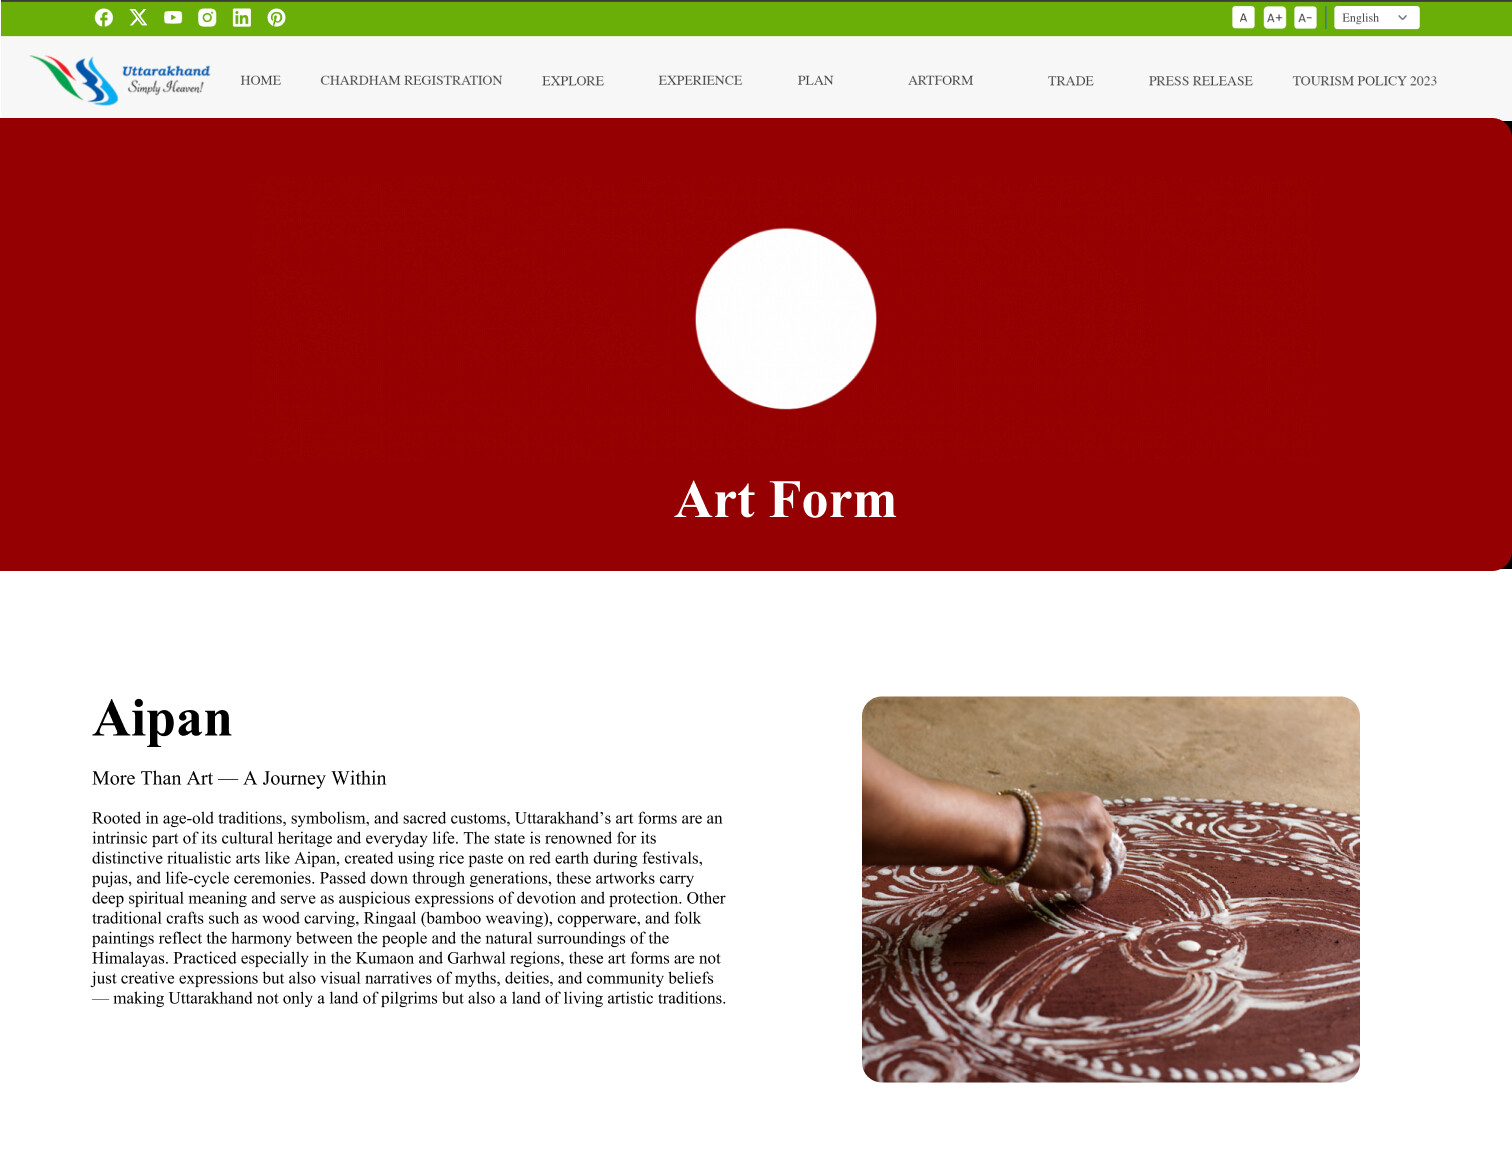 A A+ A- English
Uttarakhand
Simply Heaven!
HOME CHARDHAM REGISTRATION EXPLORE EXPERIENCE PLAN ARTFORM TRADE PRESS RELEASE TOURISM POLICY 2023
Art Form
Aipan
More Than Art — A Journey Within
Rooted in age-old traditions, symbolism, and sacred customs, Uttarakhand’s art forms are an
intrinsic part of its cultural heritage and everyday life. The state is renowned for its
distinctive ritualistic arts like Aipan, created using rice paste on red earth during festivals,
pujas, and life-cycle ceremonies. Passed down through generations, these artworks carry
deep spiritual meaning and serve as auspicious expressions of devotion and protection. Other
traditional crafts such as wood carving, Ringaal (bamboo weaving), copperware, and folk
paintings reflect the harmony between the people and the natural surroundings of the
Himalayas. Practiced especially in the Kumaon and Garhwal regions, these art forms are not
just creative expressions but also visual narratives of myths, deities, and community beliefs
— making Uttarakhand not only a land of pilgrims but also a land of living artistic traditions.